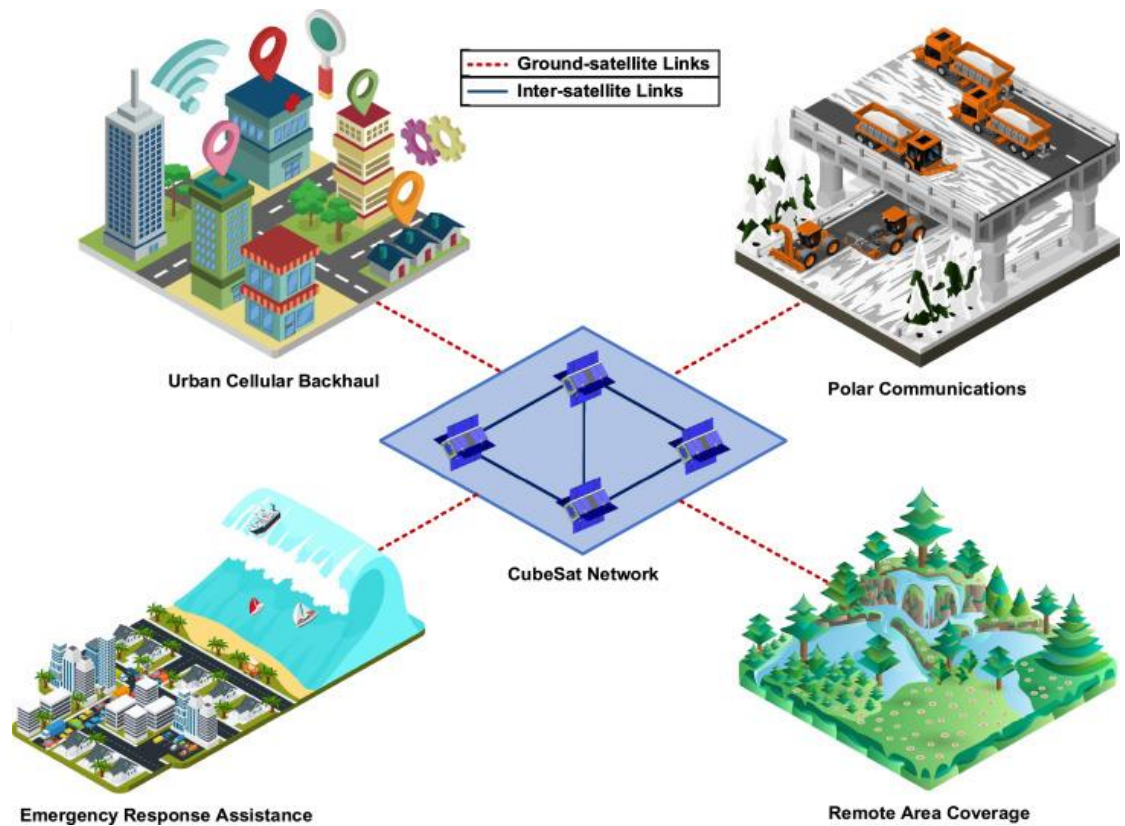 Ground-satellite Links
Inter-satellite Links
Urban Cellular Backhaul
Polar Communications
CubeSat Network
Emergency Response Assistance
Remote Area Coverage